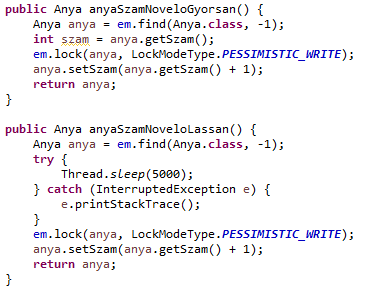 public Anya anyaSzamNoveloGyorsan() {
    Anya anya = em.find(Anya.class, -1);
    int szam = anya.getSzam();
    em.lock(anya, LockModeType.PESSIMISTIC_WRITE);
    anya.setSzam(anya.getSzam() + 1);
    return anya;
}

public Anya anyaSzamNoveloLassan() {
    Anya anya = em.find(Anya.class, -1);
    try {
        Thread.sleep(5000);
    } catch (InterruptedException e) {
        e.printStackTrace();
    }
    em.lock(anya, LockModeType.PESSIMISTIC_WRITE);
    anya.setSzam(anya.getSzam() + 1);
    return anya;
}